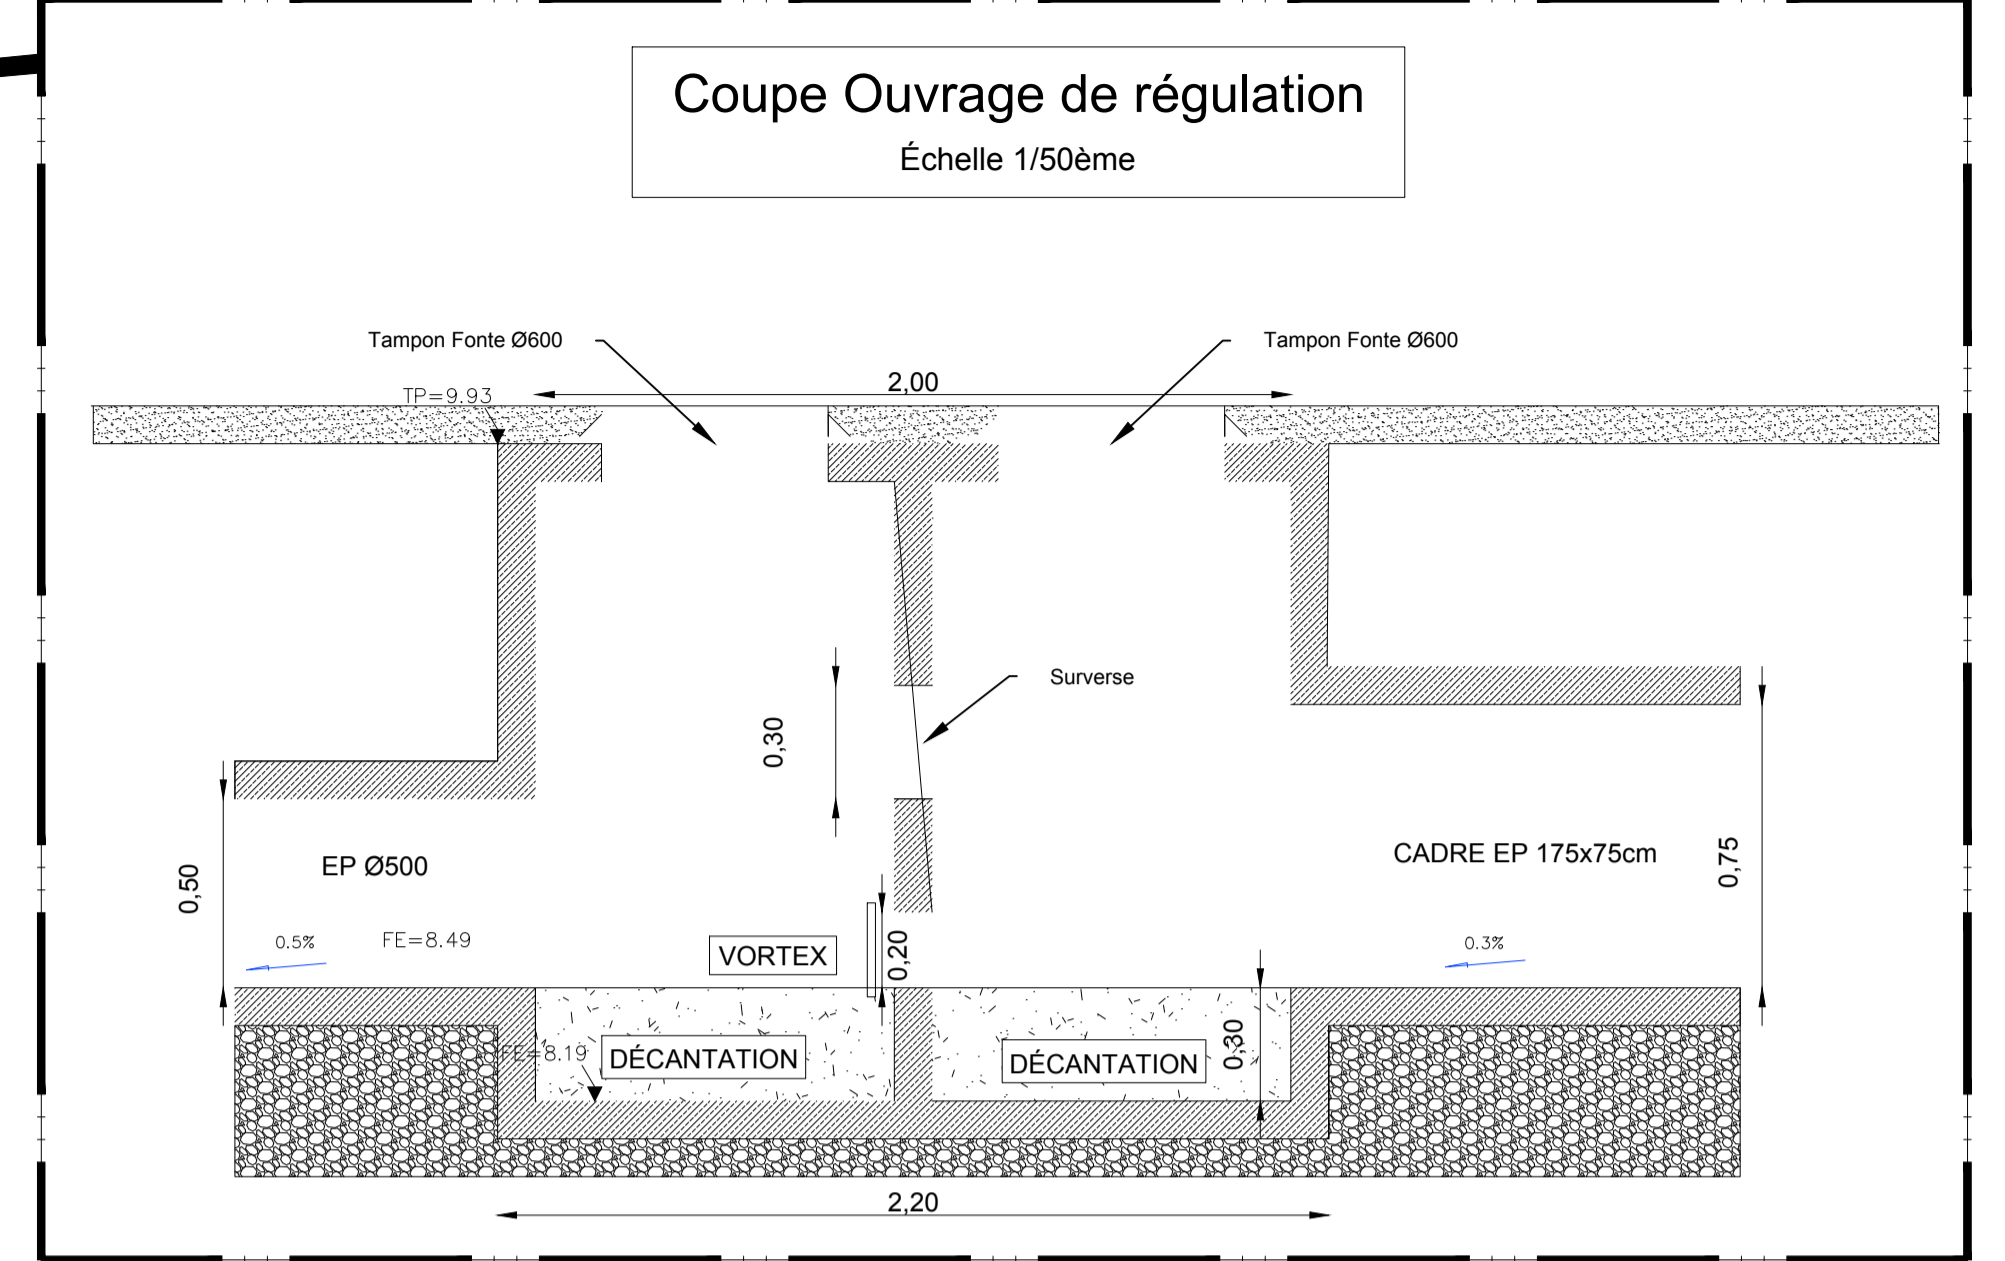 Coupe Ouvrage de régulation
Échelle 1/50ème
Tampon Fonte Ø600
Tampon Fonte Ø600
TP=9.93
2,00
Surverse
0,30
EP Ø500
CADRE EP 175x75cm
0,50
0,75
0.5%
FE=8.49
VORTEX
0,20
0.3%
FE=8.19
DÉCANTATION
DÉCANTATION
0,30
2,20